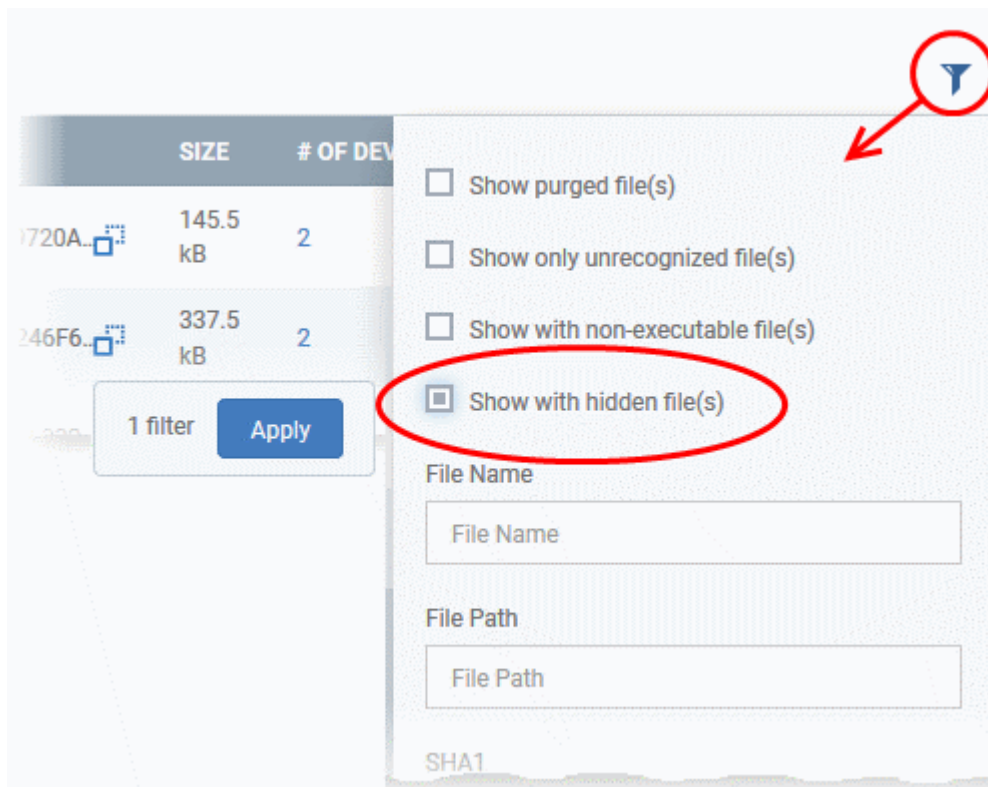 SIZE # OF DEV
720A..
145.5
kB
2
246F6..
337.5
kB
2
1 filter
Apply
Show purged file(s)
Show only unrecognized file(s)
Show with non-executable file(s)
Show with hidden file(s)
File Name
File Name
File Path
File Path
SHA1